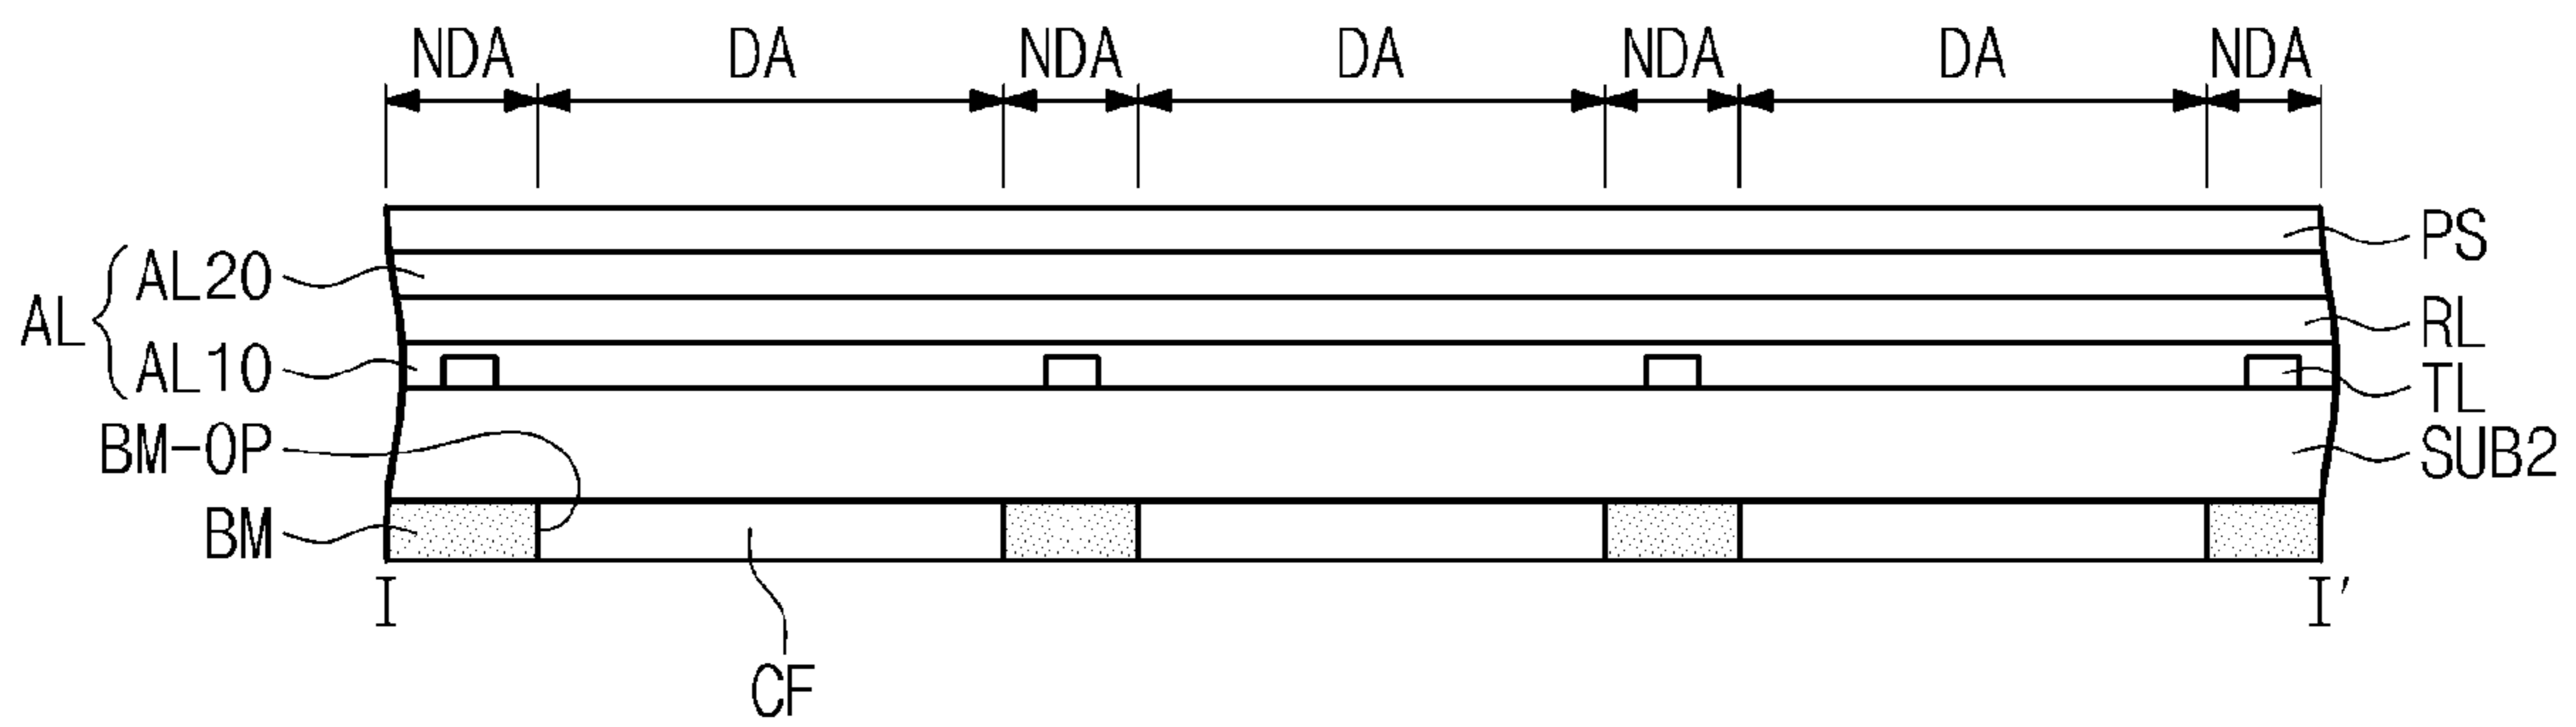 NDA DA NDA DA NDA DA NDA
PS
AL20
AL
RL
AL10
TL
BM-OP
SUB2
BM
I I'
CF